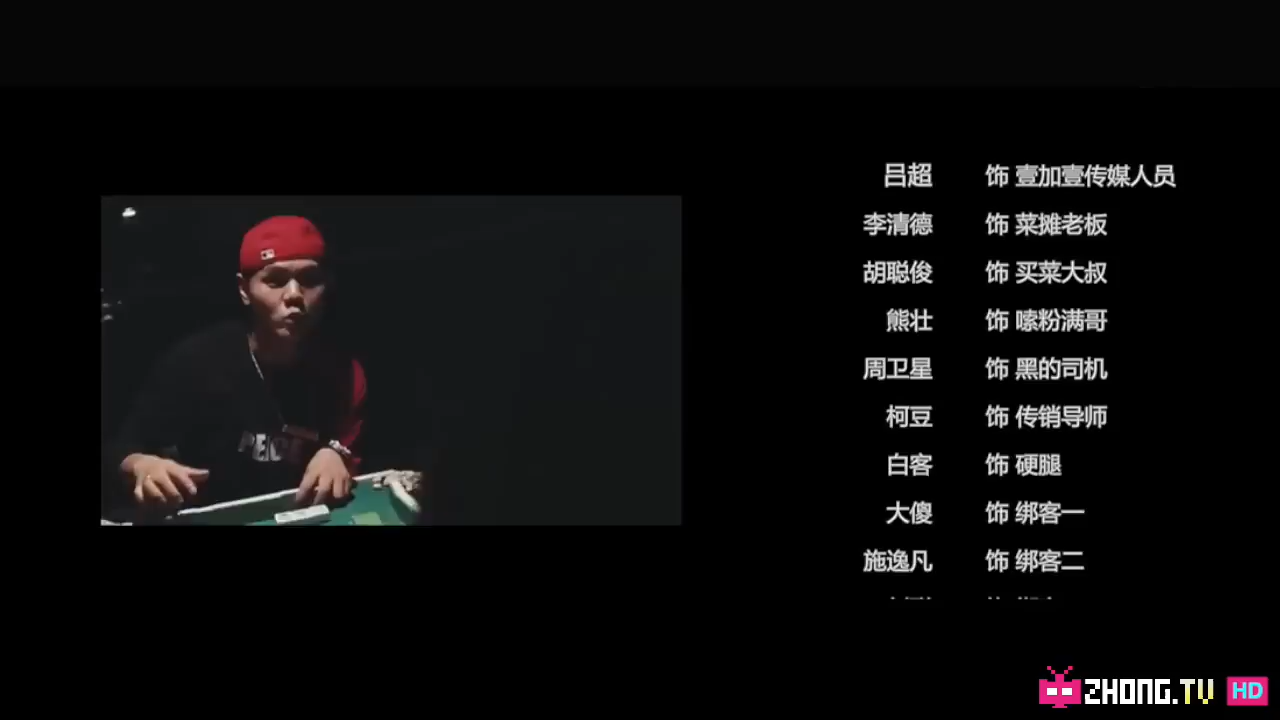 吕超 饰 壹加壹传媒人员
李清德 饰 菜摊老板
胡聪俊 饰 买菜大叔
熊壮 饰 嗦粉满哥
周卫星 饰 黑的司机
柯豆 饰 传销导师
白客 饰 硬腿
大傻 饰 绑客一
施逸凡 饰 绑客二
ZHONG.TV HD